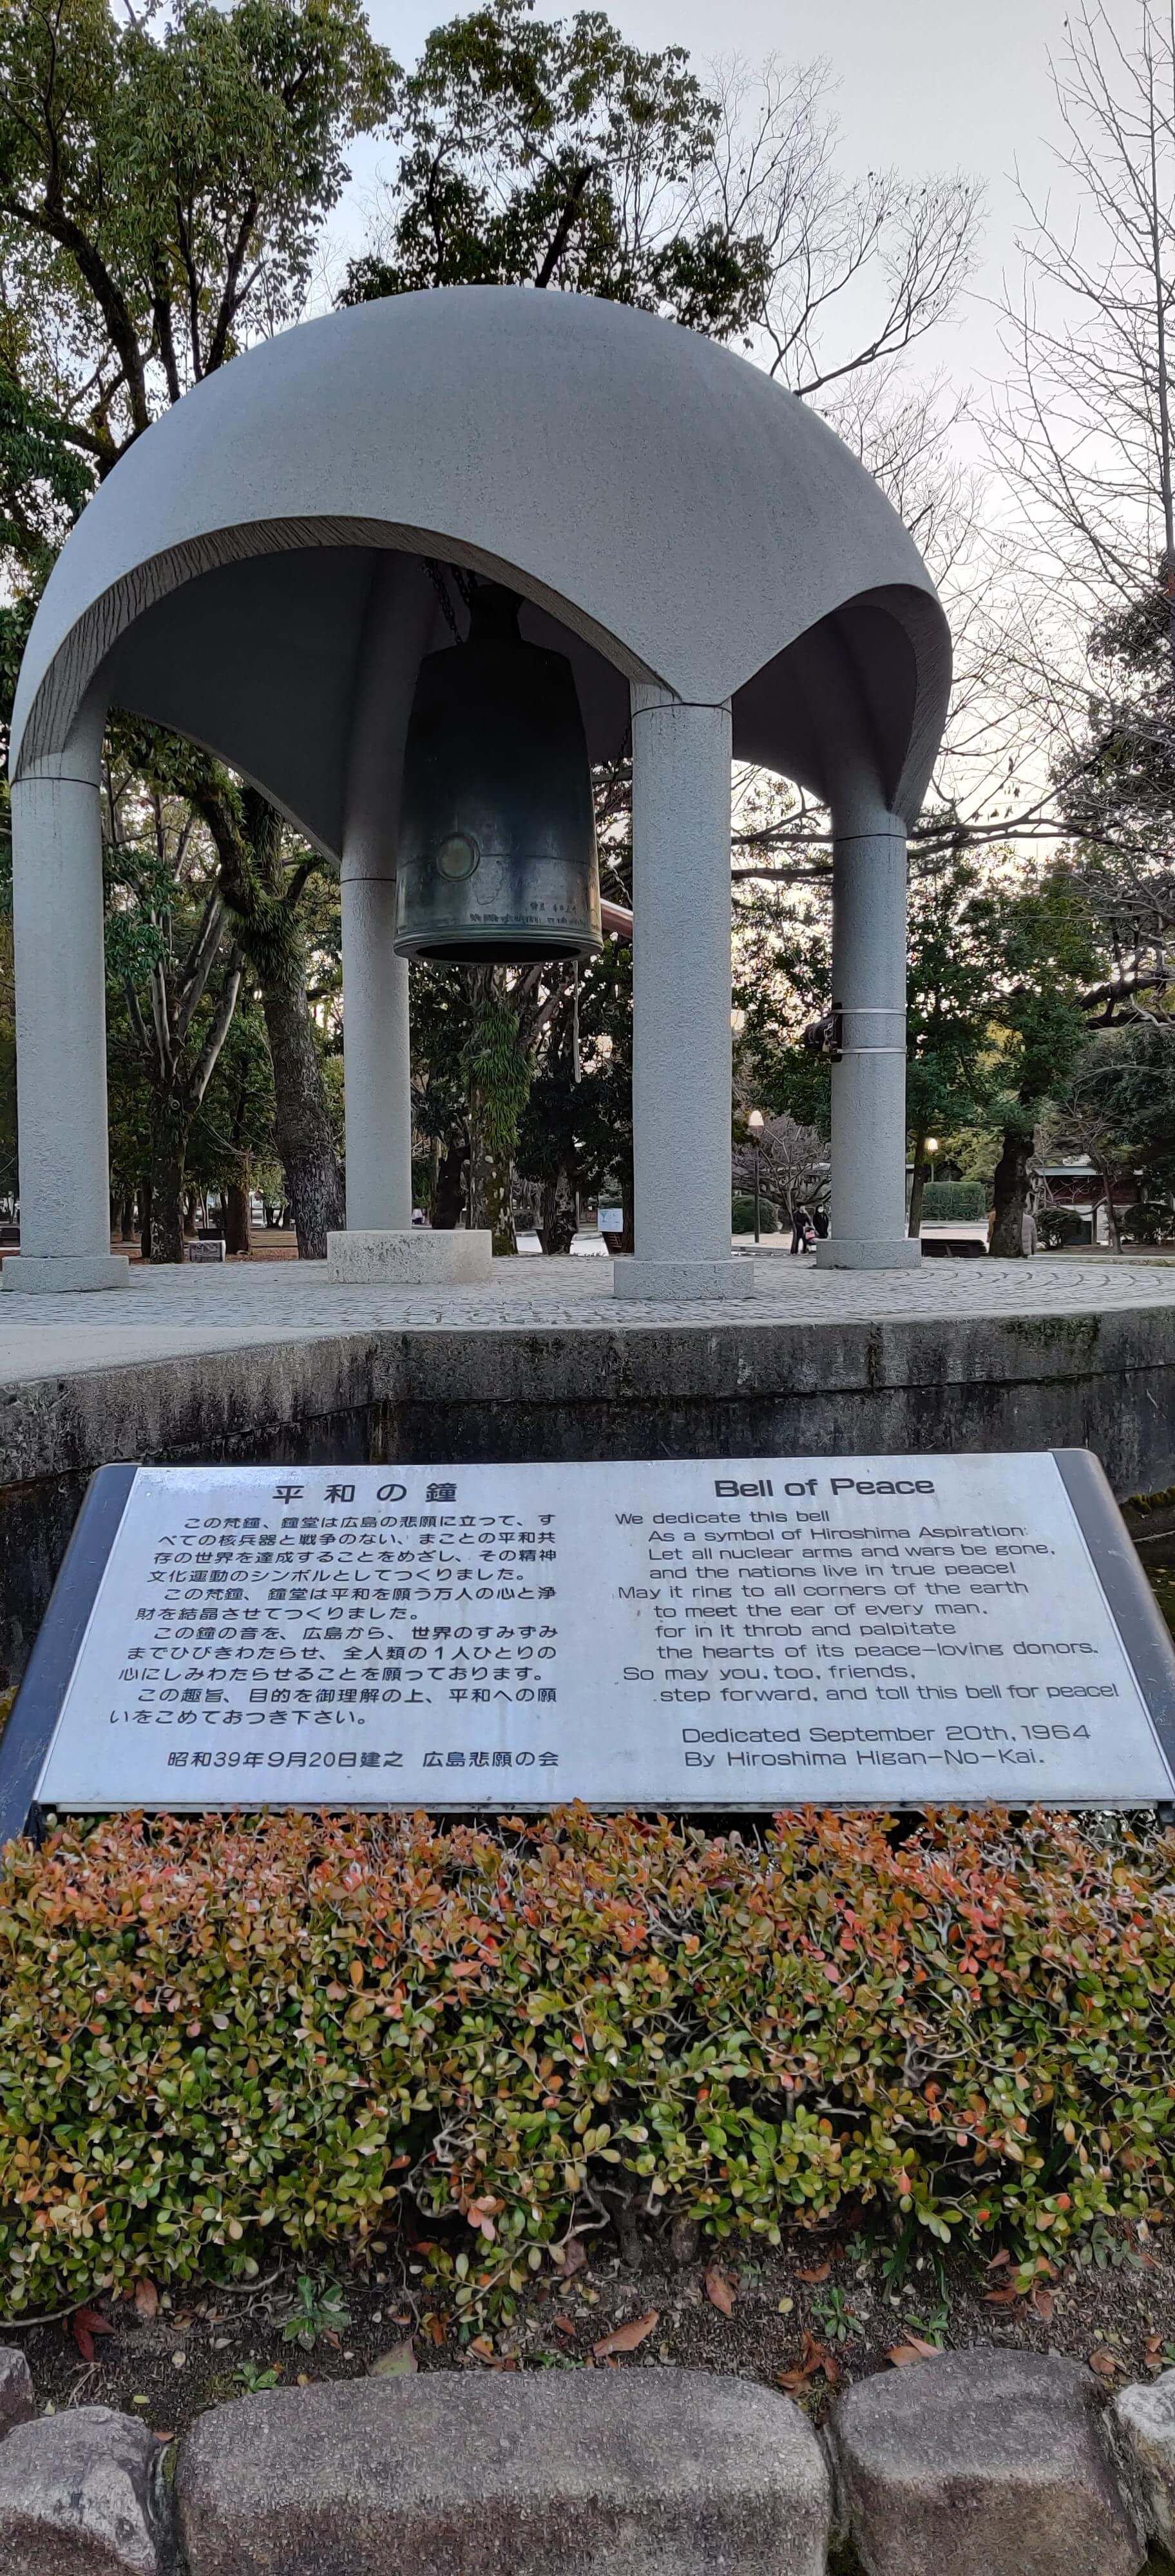 平和の鐘
この梵鐘、鐘堂は広島の悲願に立って、す
べての核兵器と戦争のない、まことの平和共
存の世界を達成することをめざし、その精神
文化運動のシンボルとしてつくりました。
この梵鐘、鐘堂は平和を願う万人の心と浄
財を結晶させてつくりました。
この鐘の音を、広島から、世界のすみずみ
までひびきわたらせ、全人類の1人ひとりの
心にしみわたらせることを願っております。
この趣旨、目的を御理解の上、平和への願
いをこめておつき下さい。
昭和39年9月20日建之 広島悲願の会
Bell of Peace
We dedicate this bell
As a symbol of Hiroshima Aspiration:
Let all nuclear arms and wars be gone,
and the nations live in true peace!
May it ring to all corners of the earth
to meet the ear of every man,
for in it throb and palpitate
the hearts of its peace-loving donors.
So may you, too, friends,
step forward, and toll this bell for peace!
Dedicated September 20th, 1964
By Hiroshima Higan-No-Kai.